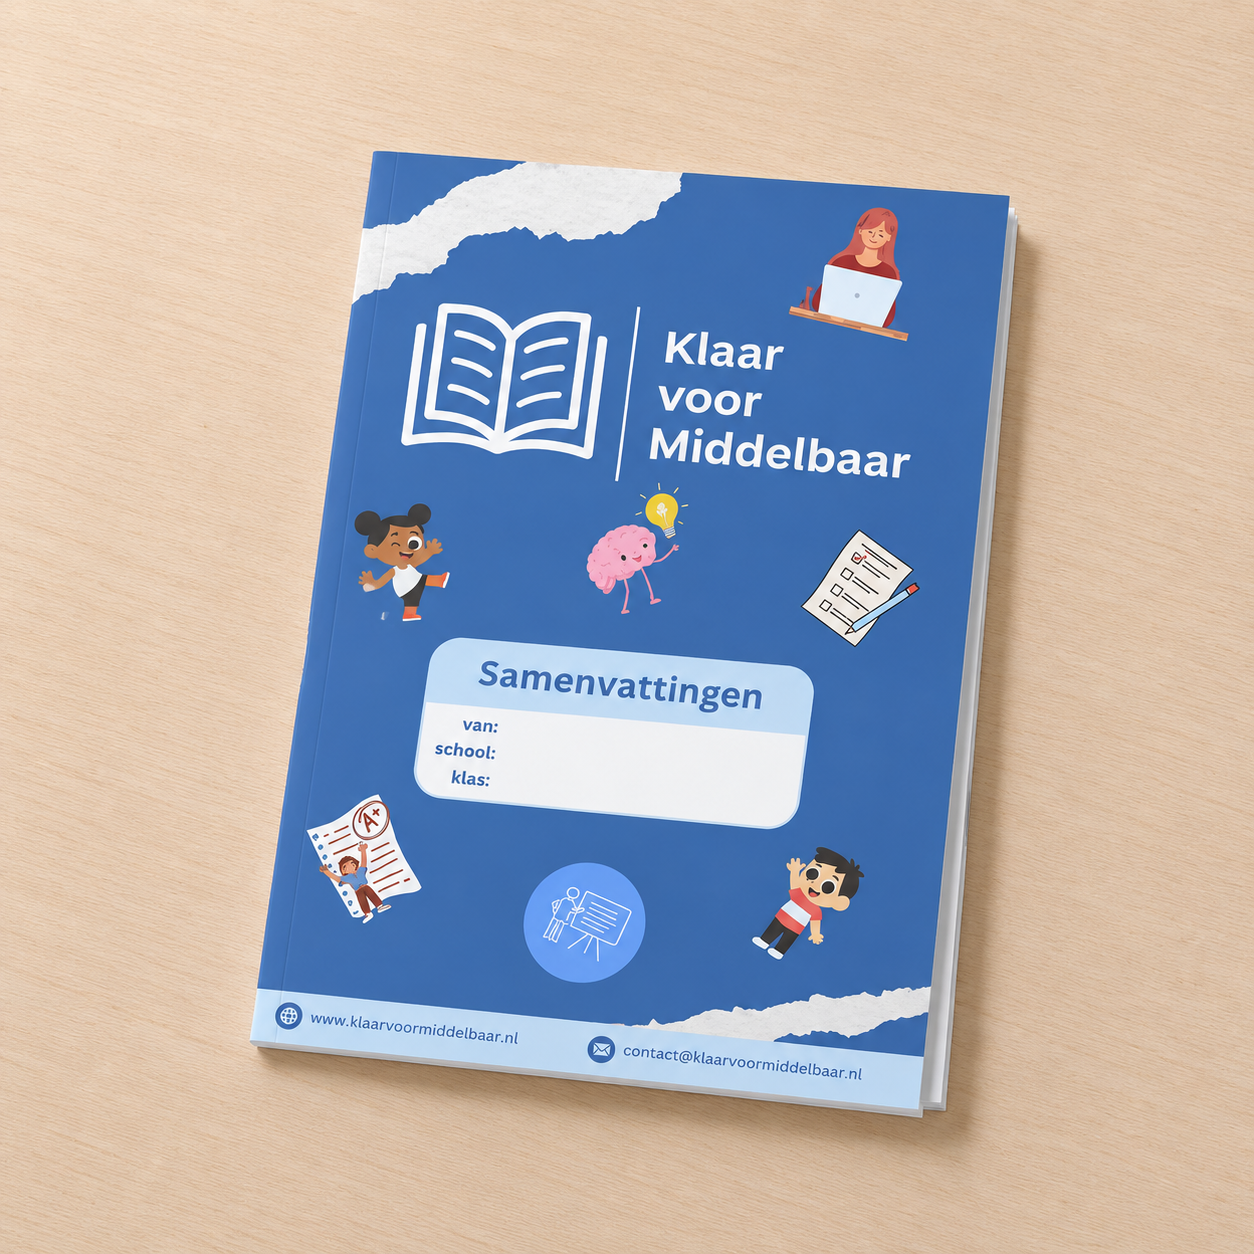 Klaar
voor
Middelbaar
Samenvattingen
van:
school:
klas:
A+
www.klaarvoormiddelbaar.nl
contact@klaarvoormiddelbaar.nl